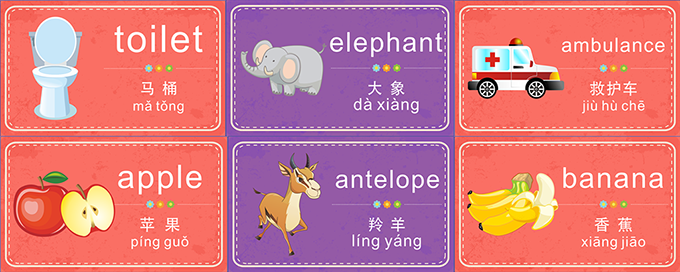 toilet
马桶
mǎ tǒng
elephant
大象
dà xiàng
ambulance
救护车
jiù hù chē
apple
苹果
píng guǒ
antelope
羚羊
líng yáng
banana
香蕉
xiāng jiāo